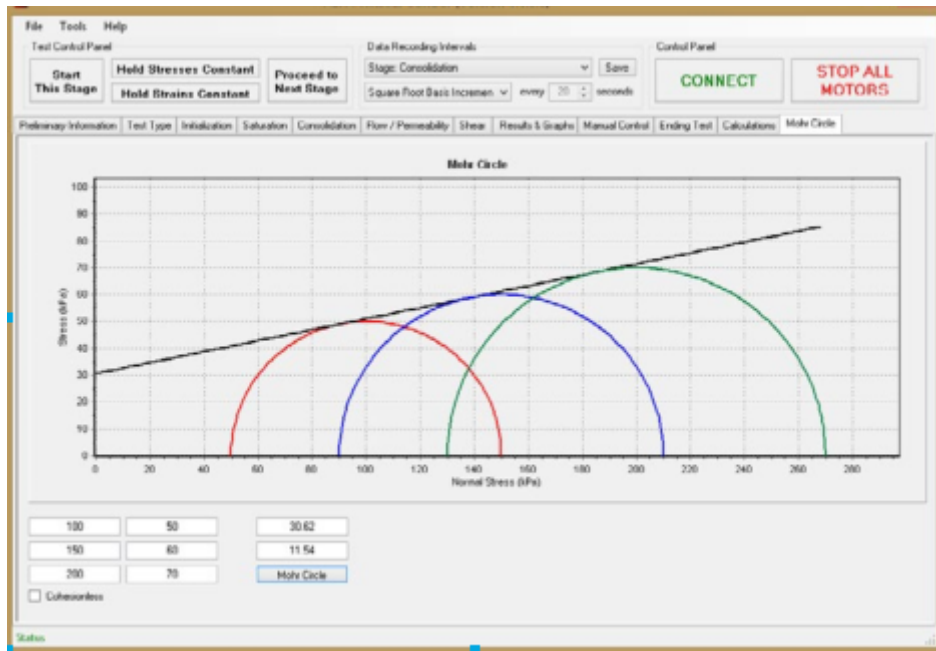 File Tools Help
Test Control Panel
Data Recording Intervals
Control Panel
Start This Stage
Hold Stresses Constant
Hold Strains Constant
Proceed to Next Stage
Stage: Consolidation
Save
Square Root Basis Incremen
every 20 seconds
CONNECT
STOP ALL MOTORS
Preliminary Information Test Type Initialization Saturation Consolidation Flow / Permeability Shear Results & Graphs Manual Control Ending Test Calculations Mohr Circle
Mohr Circle
100
90
80
70
60
50
40
30
20
10
0
Stress (kPa)
0 20 40 60 80 100 120 140 160 180 200 220 240 260 280
Normal Stress (kPa)
100 50 30.62
150 60 11.54
200 70 Mohr Circle
Cohesionless
Status